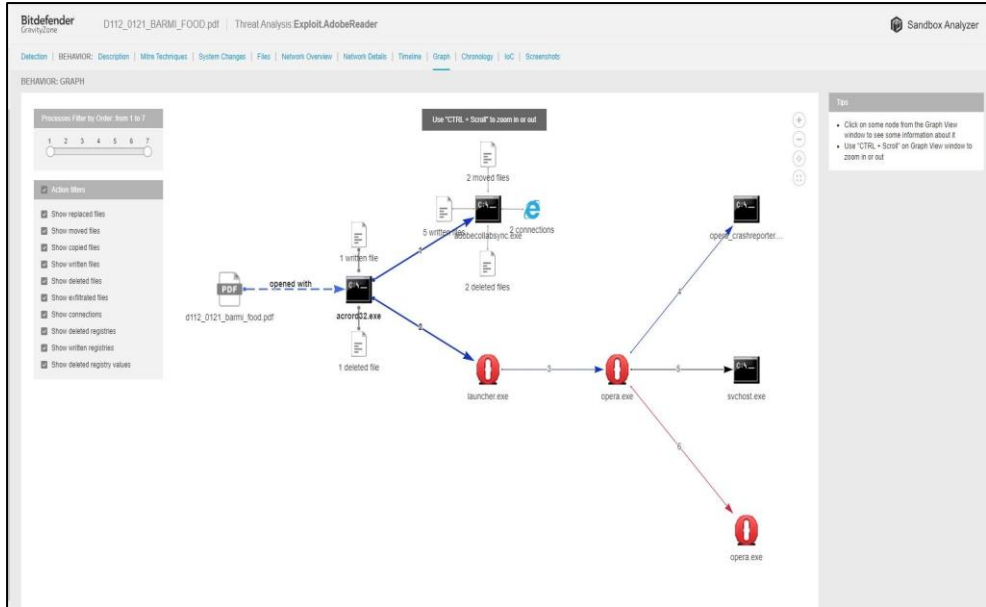 Bitdefender
GravityZone
D112_0121_BARMI_FOOD.pdf | Threat Analysis:Exploit.AdobeReader
Sandbox Analyzer
Detection | BEHAVIOR: Description | Mitre Techniques | System Changes | Files | Network Overview | Network Details | Timeline | Graph | Chronology | IoC | Screenshots
BEHAVIOR: GRAPH
Processes Filter by Order: from 1 to 7
1 2 3 4 5 6 7
Action filters
Show replaced files
Show moved files
Show copied files
Show written files
Show deleted files
Show exfiltrated files
Show connections
Show deleted registries
Show written registries
Show deleted registry values
Use "CTRL + Scroll" to zoom in or out
2 moved files
5 written files
adobecollabsync.exe
2 connections
2 deleted files
1 written file
opened with
PDF
d112_0121_barmi_food.pdf
acrord32.exe
1 deleted file
1
2
launcher.exe
3
opera.exe
4
opera_crashreporter....
5
svchost.exe
6
opera.exe
Tips
Click on some node from the Graph View
window to see some information about it
Use "CTRL + Scroll" on Graph View window to
zoom in or out